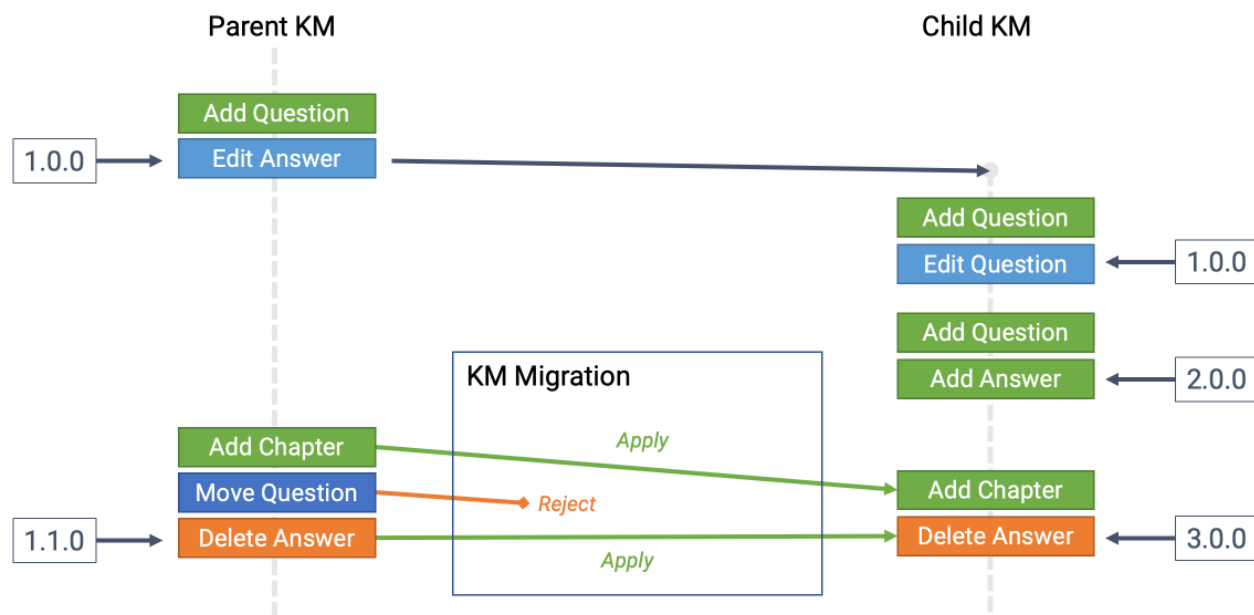 Parent KM
Child KM
Add Question
1.0.0
Edit Answer
Add Question
Edit Question
1.0.0
Add Question
KM Migration
Add Answer
2.0.0
Add Chapter
Apply
Move Question
Reject
Add Chapter
1.1.0
Delete Answer
Apply
Delete Answer
3.0.0